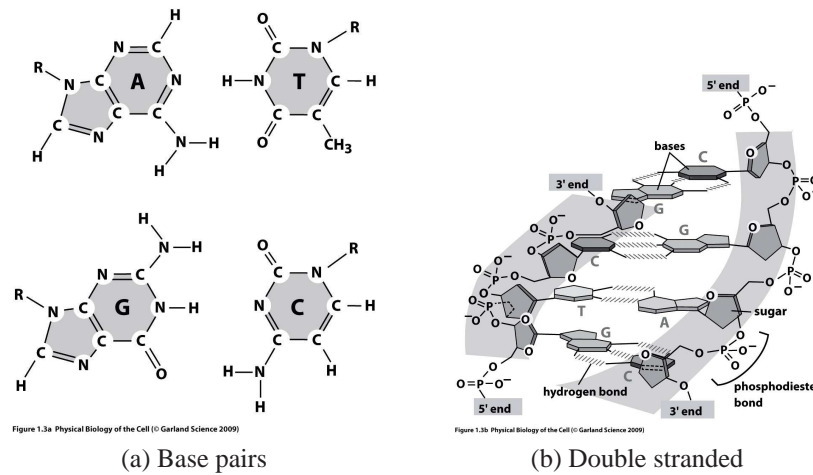 H
N C
R
N C A N
C C
C N
H
N H
H
O R
C N
H N T C H
C C
O CH3
H
N H
N C
R
N C G N H
C C
C N
H O
O R
C N
N C C H
C C
H N H
H
Figure 1.3a Physical Biology of the Cell (© Garland Science 2009)
(a) Base pairs
5' end
O P O−
O O
bases
C
3' end O
G
O
O
O P O
O−
G
C
T
A
sugar
G
C
hydrogen bond
phosphodiester
bond
5' end
3' end
Figure 1.3b Physical Biology of the Cell (© Garland Science 2009)
(b) Double stranded